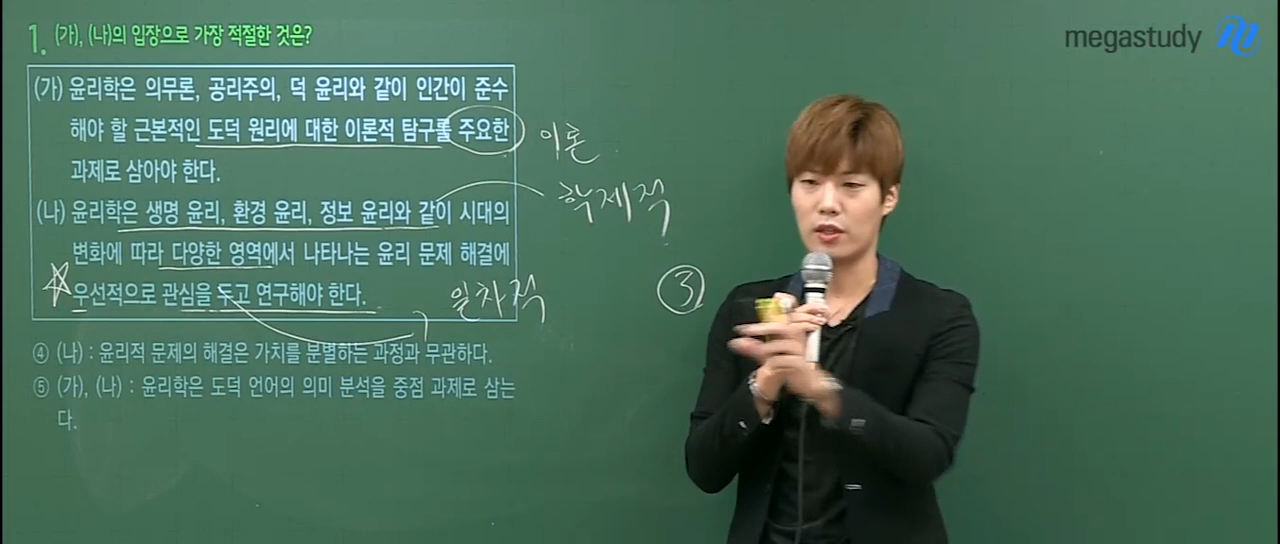 megastudy
1. (가), (나)의 입장으로 가장 적절한 것은?
(가) 윤리학은 의무론, 공리주의, 덕 윤리와 같이 인간이 준수
해야 할 근본적인 도덕 원리에 대한 이론적 탐구를 주요한
과제로 삼아야 한다.
(나) 윤리학은 생명 윤리, 환경 윤리, 정보 윤리와 같이 시대의
변화에 따라 다양한 영역에서 나타나는 윤리 문제 해결에
우선적으로 관심을 두고 연구해야 한다.
이론
학제적
일차적
③
④ (나) : 윤리적 문제의 해결은 가치를 분별하는 과정과 무관하다.
⑤ (가), (나) : 윤리학은 도덕 언어의 의미 분석을 중점 과제로 삼는
다.